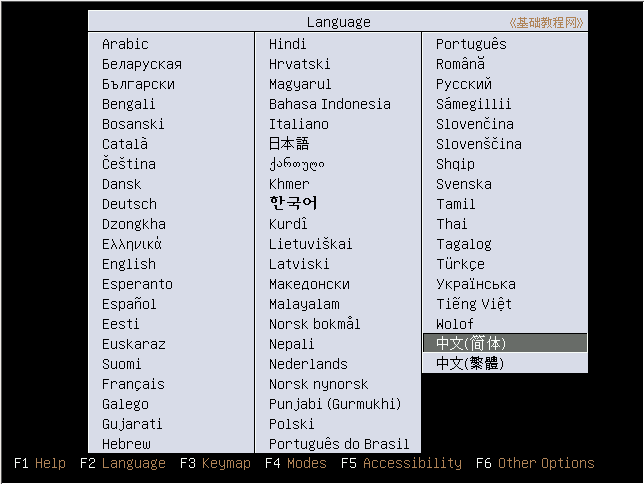 Language
《基础教程网》
Arabic
Беларуская
Български
Bengali
Bosanski
Català
Čeština
Dansk
Deutsch
Dzongkha
Ελληνικά
English
Esperanto
Español
Eesti
Euskaraz
Suomi
Français
Galego
Gujarati
Hebrew
Hindi
Hrvatski
Magyarul
Bahasa Indonesia
Italiano
日本語
ქართული
Khmer
한국어
Kurdî
Lietuviškai
Latviski
Македонски
Malayalam
Norsk bokmål
Nepali
Nederlands
Norsk nynorsk
Punjabi (Gurmukhi)
Polski
Português do Brasil
Português
Română
Русский
Sámegillii
Slovenčina
Slovenščina
Shqip
Svenska
Tamil
Thai
Tagalog
Türkçe
Українська
Tiếng Việt
Wolof
中文(简体)
中文(繁體)
F1 Help F2 Language F3 Keymap F4 Modes F5 Accessibility F6 Other Options